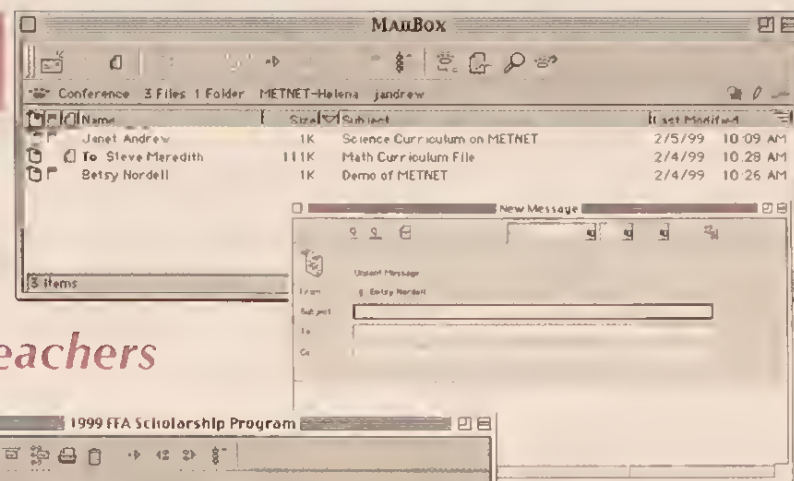 MAILBOX
Conference 3 Files 1 Folder METNET-Helena jandrew
Name Size Subject Last Modified
Janet Andrew 1K Science Curriculum on METNET 2/5/99 10:09 AM
To Steve Meredith 111K Math Curriculum File 2/4/99 10:28 AM
Betsy Nordell 1K Demo of METNET 2/4/99 10:26 AM
3 Items
New Message
Unsent Message
From Betsy Nordell
Subject
To
Cc
eachers
1999 FFA Scholarship Program